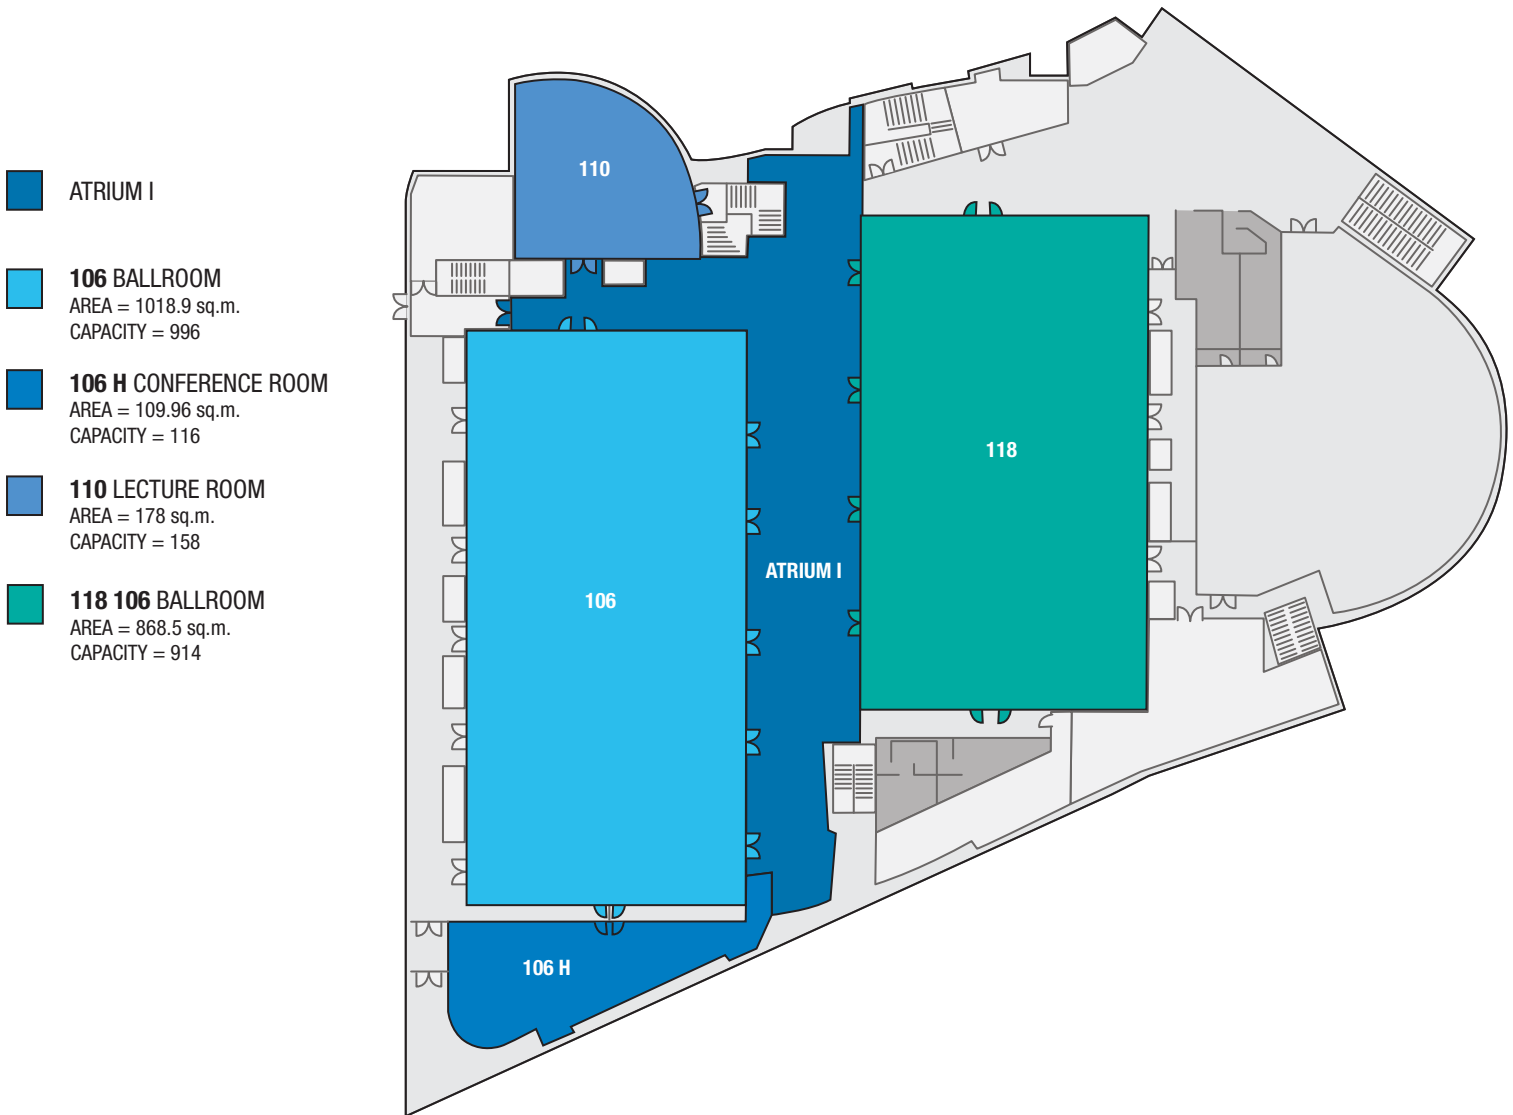 ATRIUM I
106 BALLROOM
AREA = 1018.9 sq.m.
CAPACITY = 996
106 H CONFERENCE ROOM
AREA = 109.96 sq.m.
CAPACITY = 116
110 LECTURE ROOM
AREA = 178 sq.m.
CAPACITY = 158
118 106 BALLROOM
AREA = 868.5 sq.m.
CAPACITY = 914
110
118
ATRIUM I
106
106 H